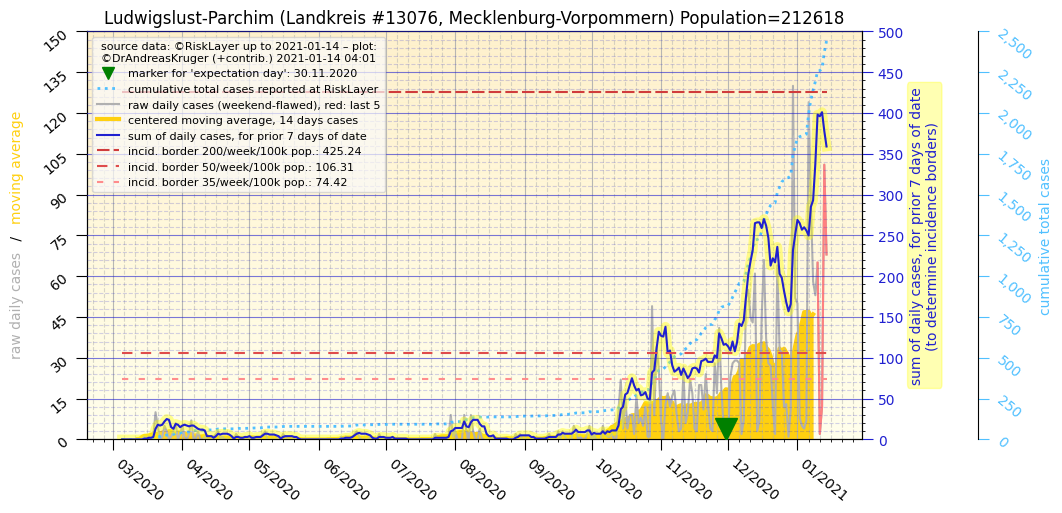 Ludwigslust-Parchim (Landkreis #13076, Mecklenburg-Vorpommern) Population=212618
source data: ©RiskLayer up to 2021-01-14 – plot:
©DrAndreasKruger (+contrib.) 2021-01-14 04:01
marker for 'expectation day': 30.11.2020
cumulative total cases reported at RiskLayer
raw daily cases (weekend-flawed), red: last 5
centered moving average, 14 days cases
sum of daily cases, for prior 7 days of date
incid. border 200/week/100k pop.: 425.24
incid. border 50/week/100k pop.: 106.31
incid. border 35/week/100k pop.: 74.42
raw daily cases / moving average
150
135
120
105
90
75
60
45
30
15
0
03/2020
04/2020
05/2020
06/2020
07/2020
08/2020
09/2020
10/2020
11/2020
12/2020
01/2021
500
450
400
350
300
250
200
150
100
50
0
sum of daily cases, for prior 7 days of date
(to determine incidence borders)
2,500
2,250
2,000
1,750
1,500
1,250
1,000
750
500
250
0
cumulative total cases